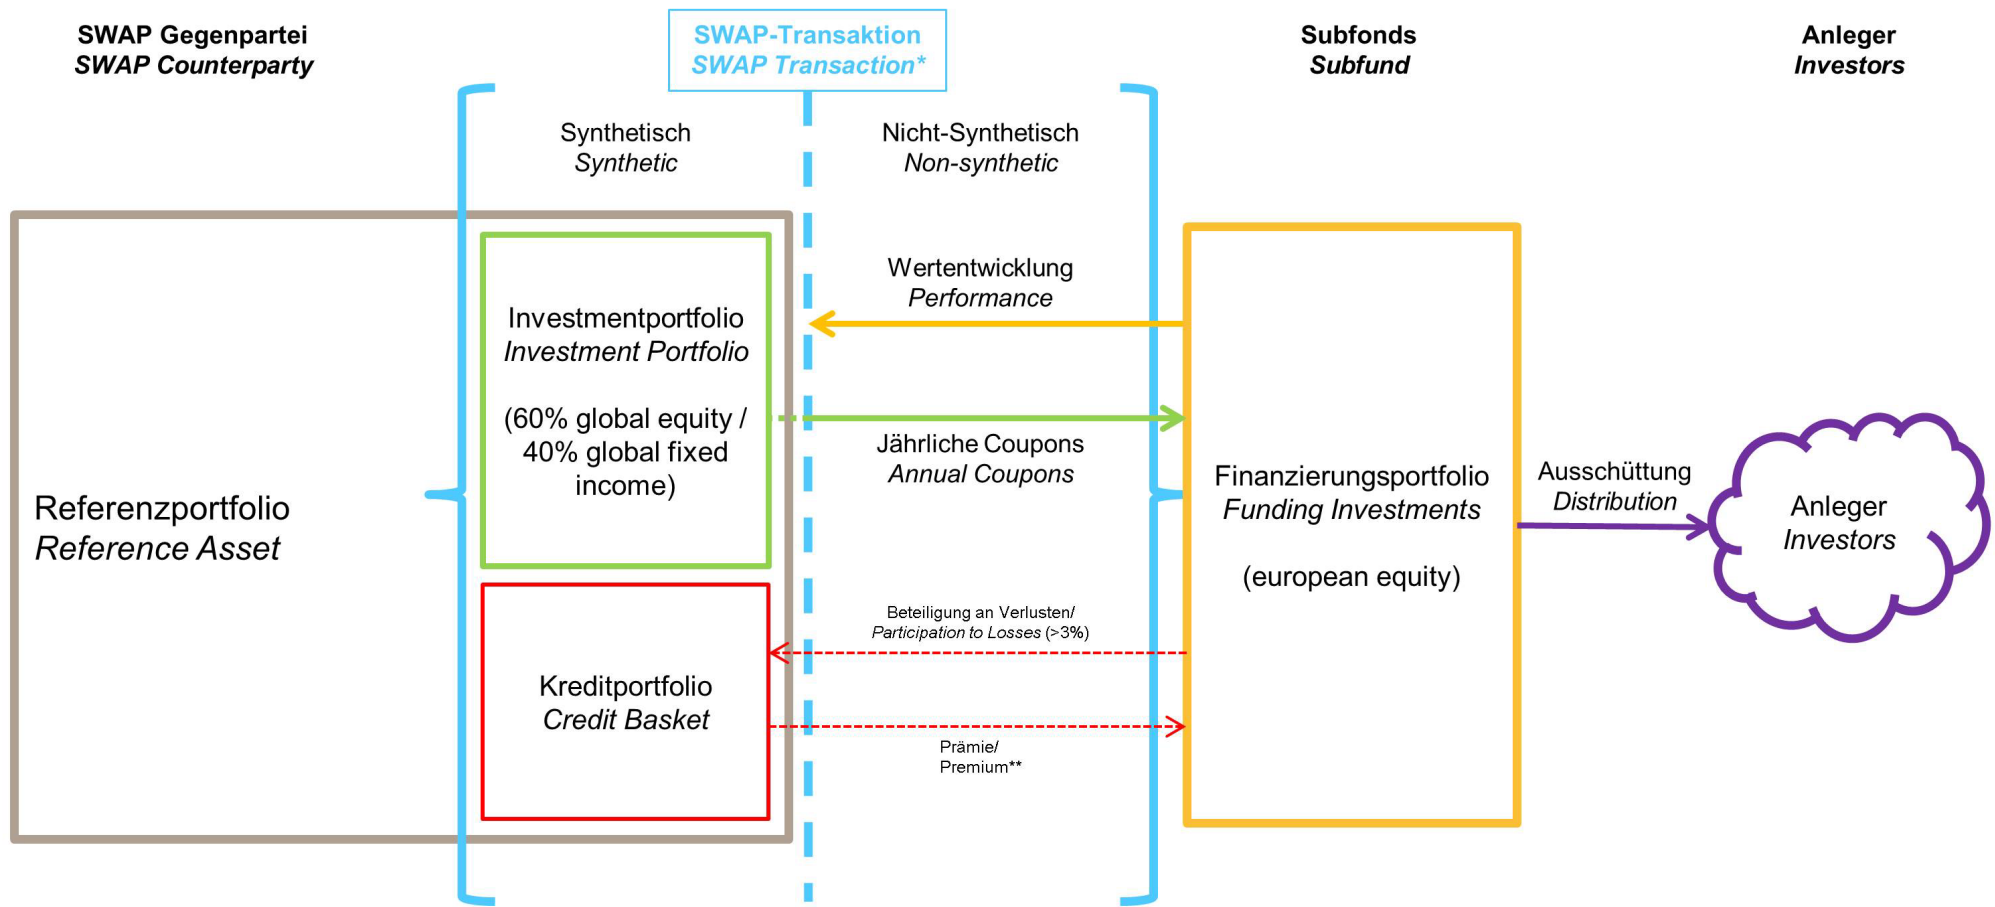 SWAP Gegenpartei
SWAP Counterparty
SWAP-Transaktion
SWAP Transaction*
Subfonds
Subfund
Anleger
Investors
Synthetisch
Synthetic
Nicht-Synthetisch
Non-synthetic
Referenzportfolio
Reference Asset
Investmentportfolio
Investment Portfolio
(60% global equity /
40% global fixed
income)
Kreditportfolio
Credit Basket
Wertentwicklung
Performance
Jährliche Coupons
Annual Coupons
Beteiligung an Verlusten/
Participation to Losses (>3%)
Prämie/
Premium**
Finanzierungsportfolio
Funding Investments
(european equity)
Ausschüttung
Distribution
Anleger
Investors